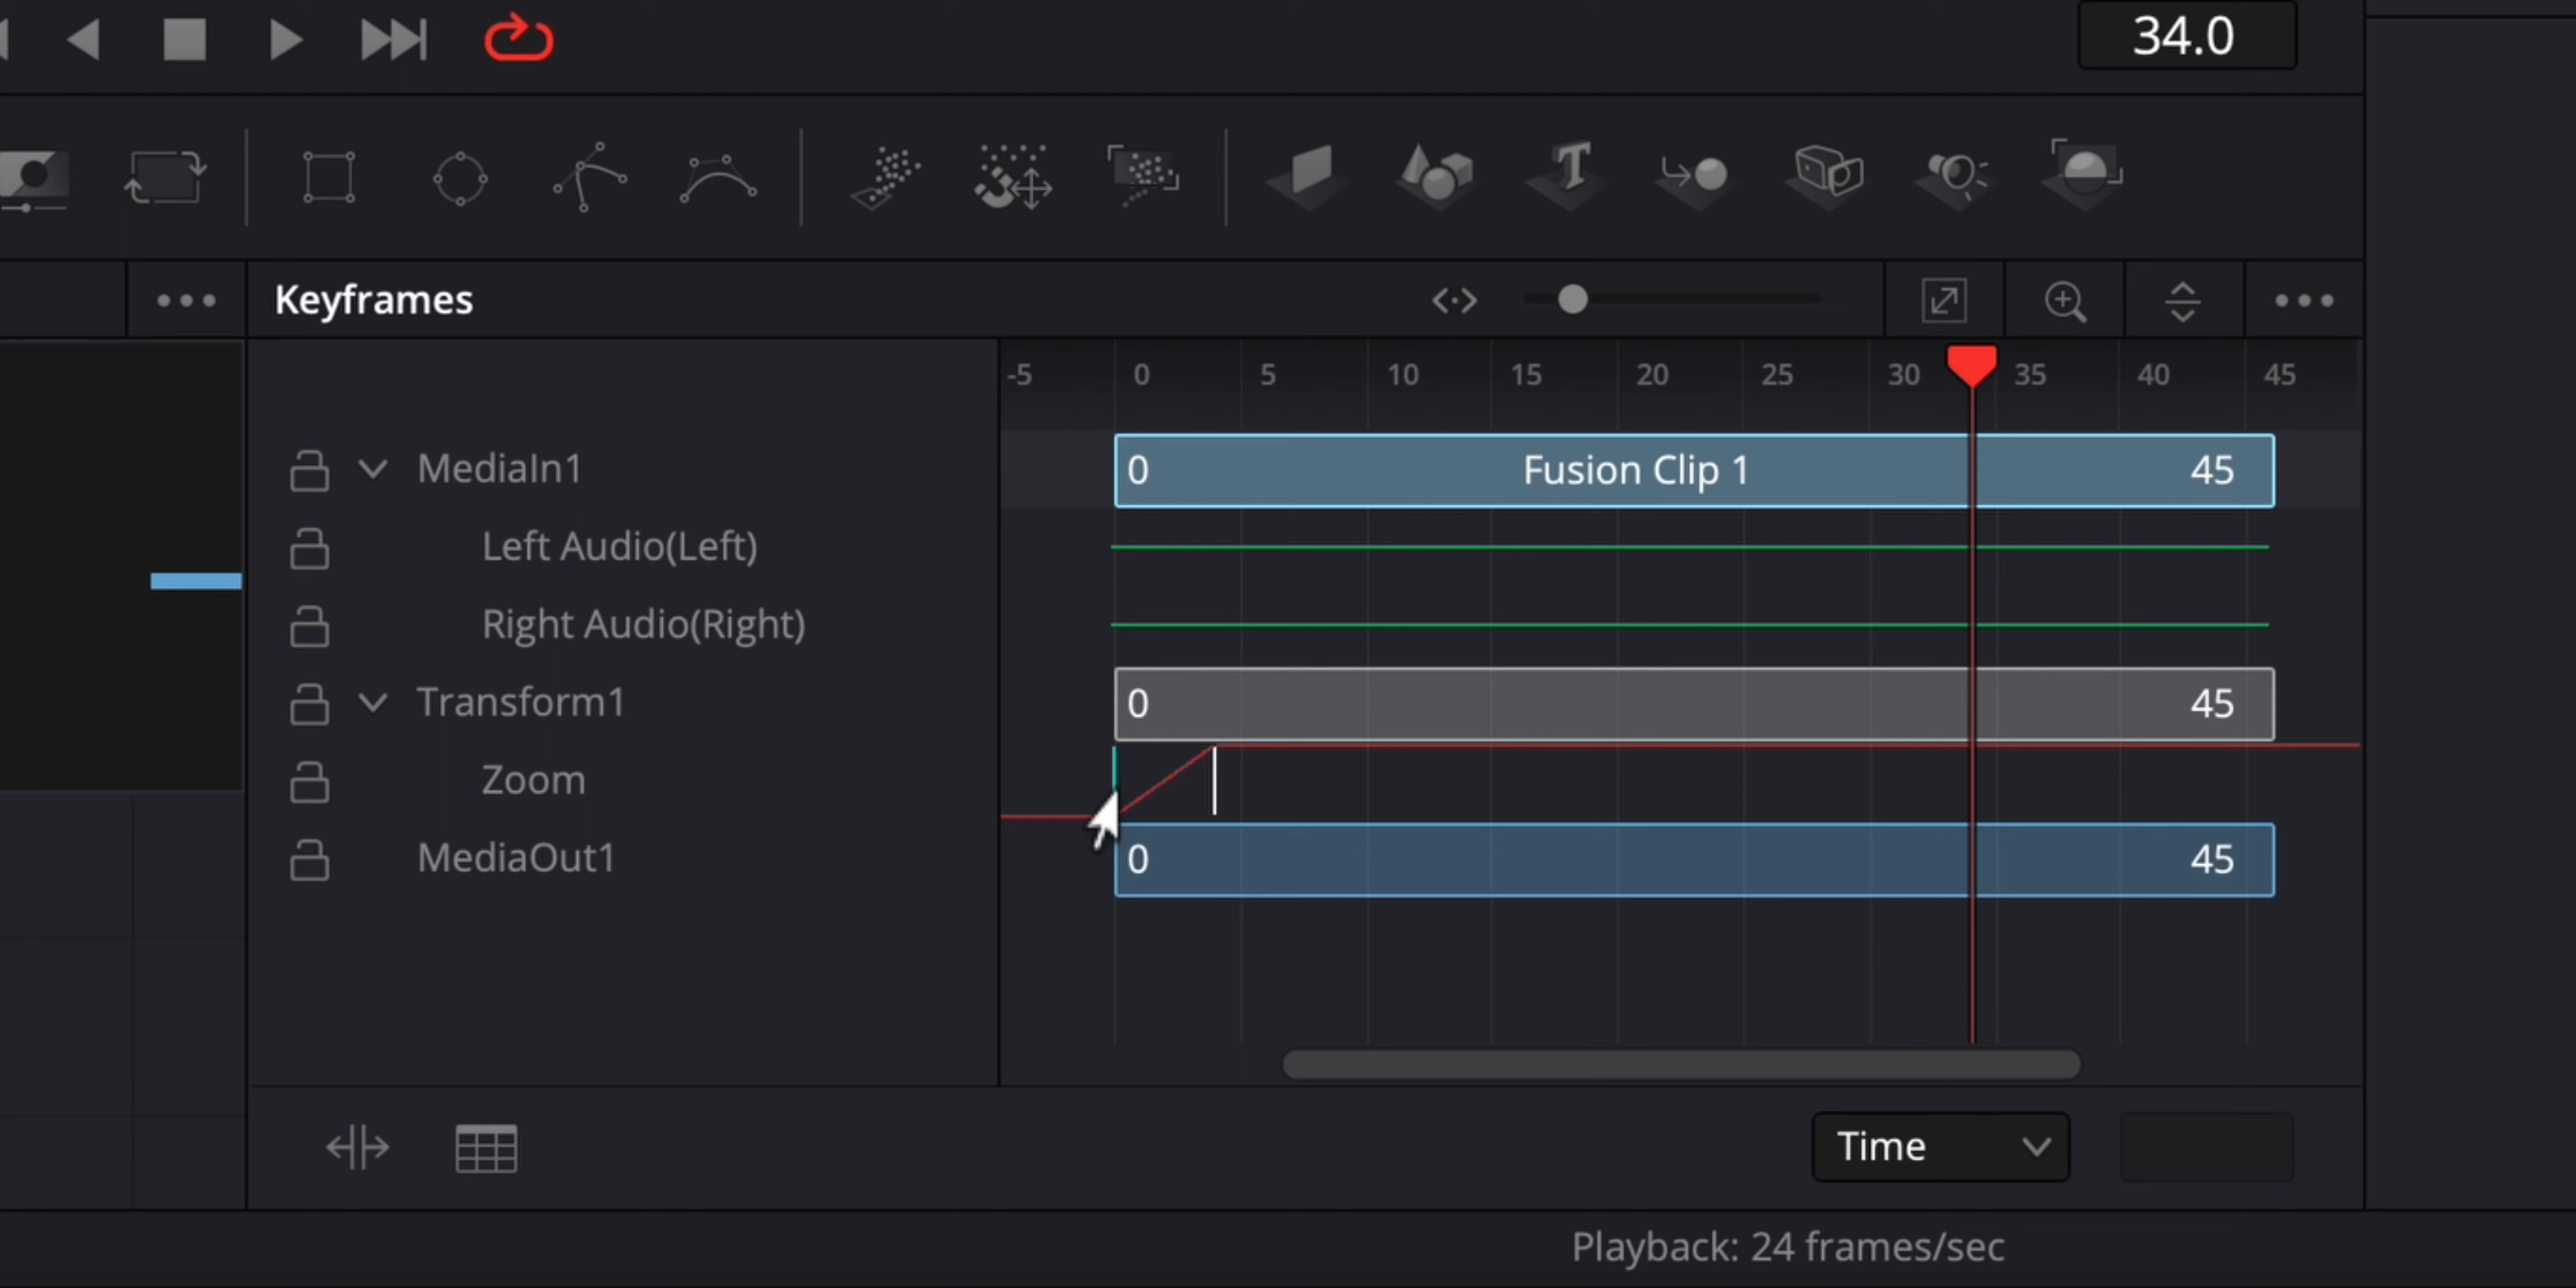 34.0
Keyframes
-5 0 5 10 15 20 25 30 35 40 45
MediaIn1 0 Fusion Clip 1 45
Left Audio(Left)
Right Audio(Right)
Transform1 0 45
Zoom
MediaOut1 0 45
Time
Playback: 24 frames/sec